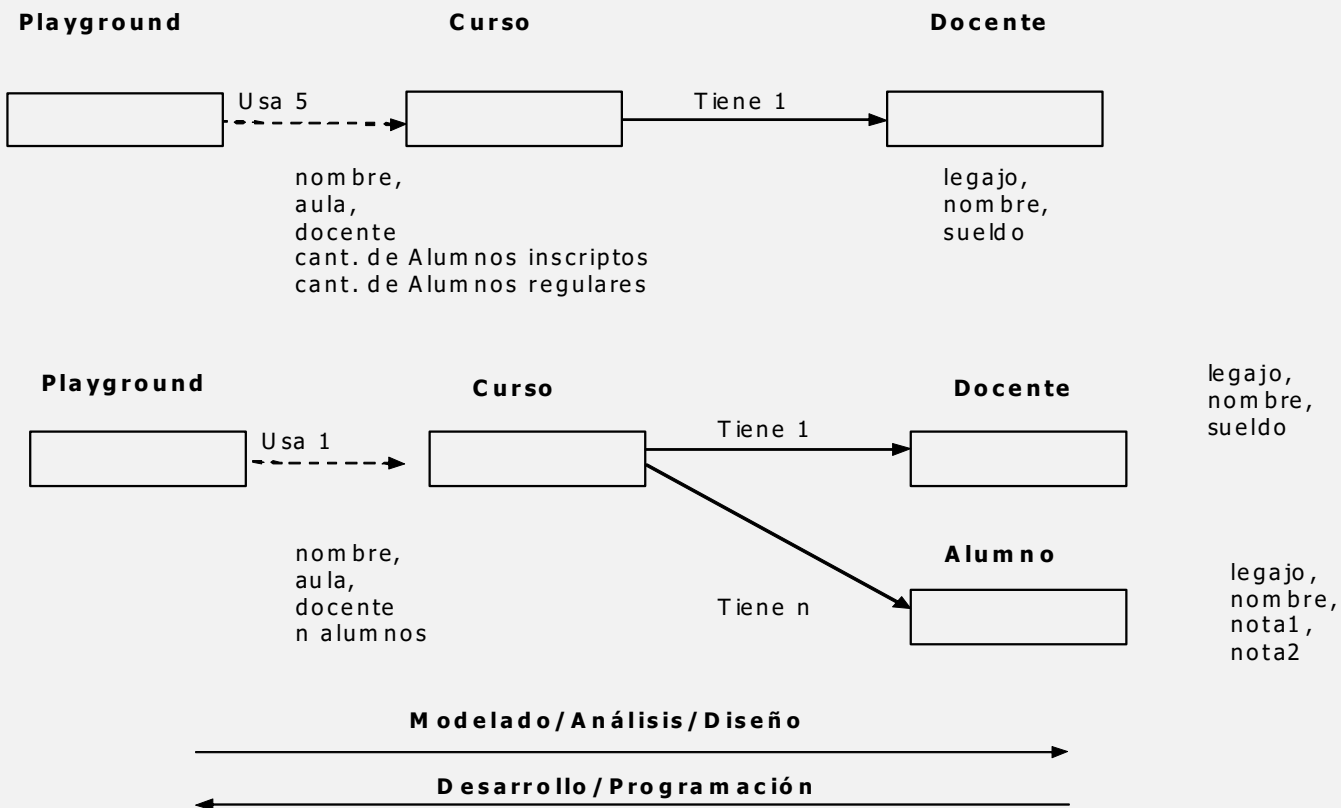 Playground
Curso
Docente
Usa 5
Tiene 1
nombre,
aula,
docente
cant. de Alumnos inscriptos
cant. de Alumnos regulares
legajo,
nombre,
sueldo
Playground
Curso
Docente
legajo,
nombre,
sueldo
Usa 1
Tiene 1
nombre,
aula,
docente
n alumnos
Tiene n
Alumno
legajo,
nombre,
nota1,
nota2
Modelado/Análisis/Diseño
Desarrollo/Programación